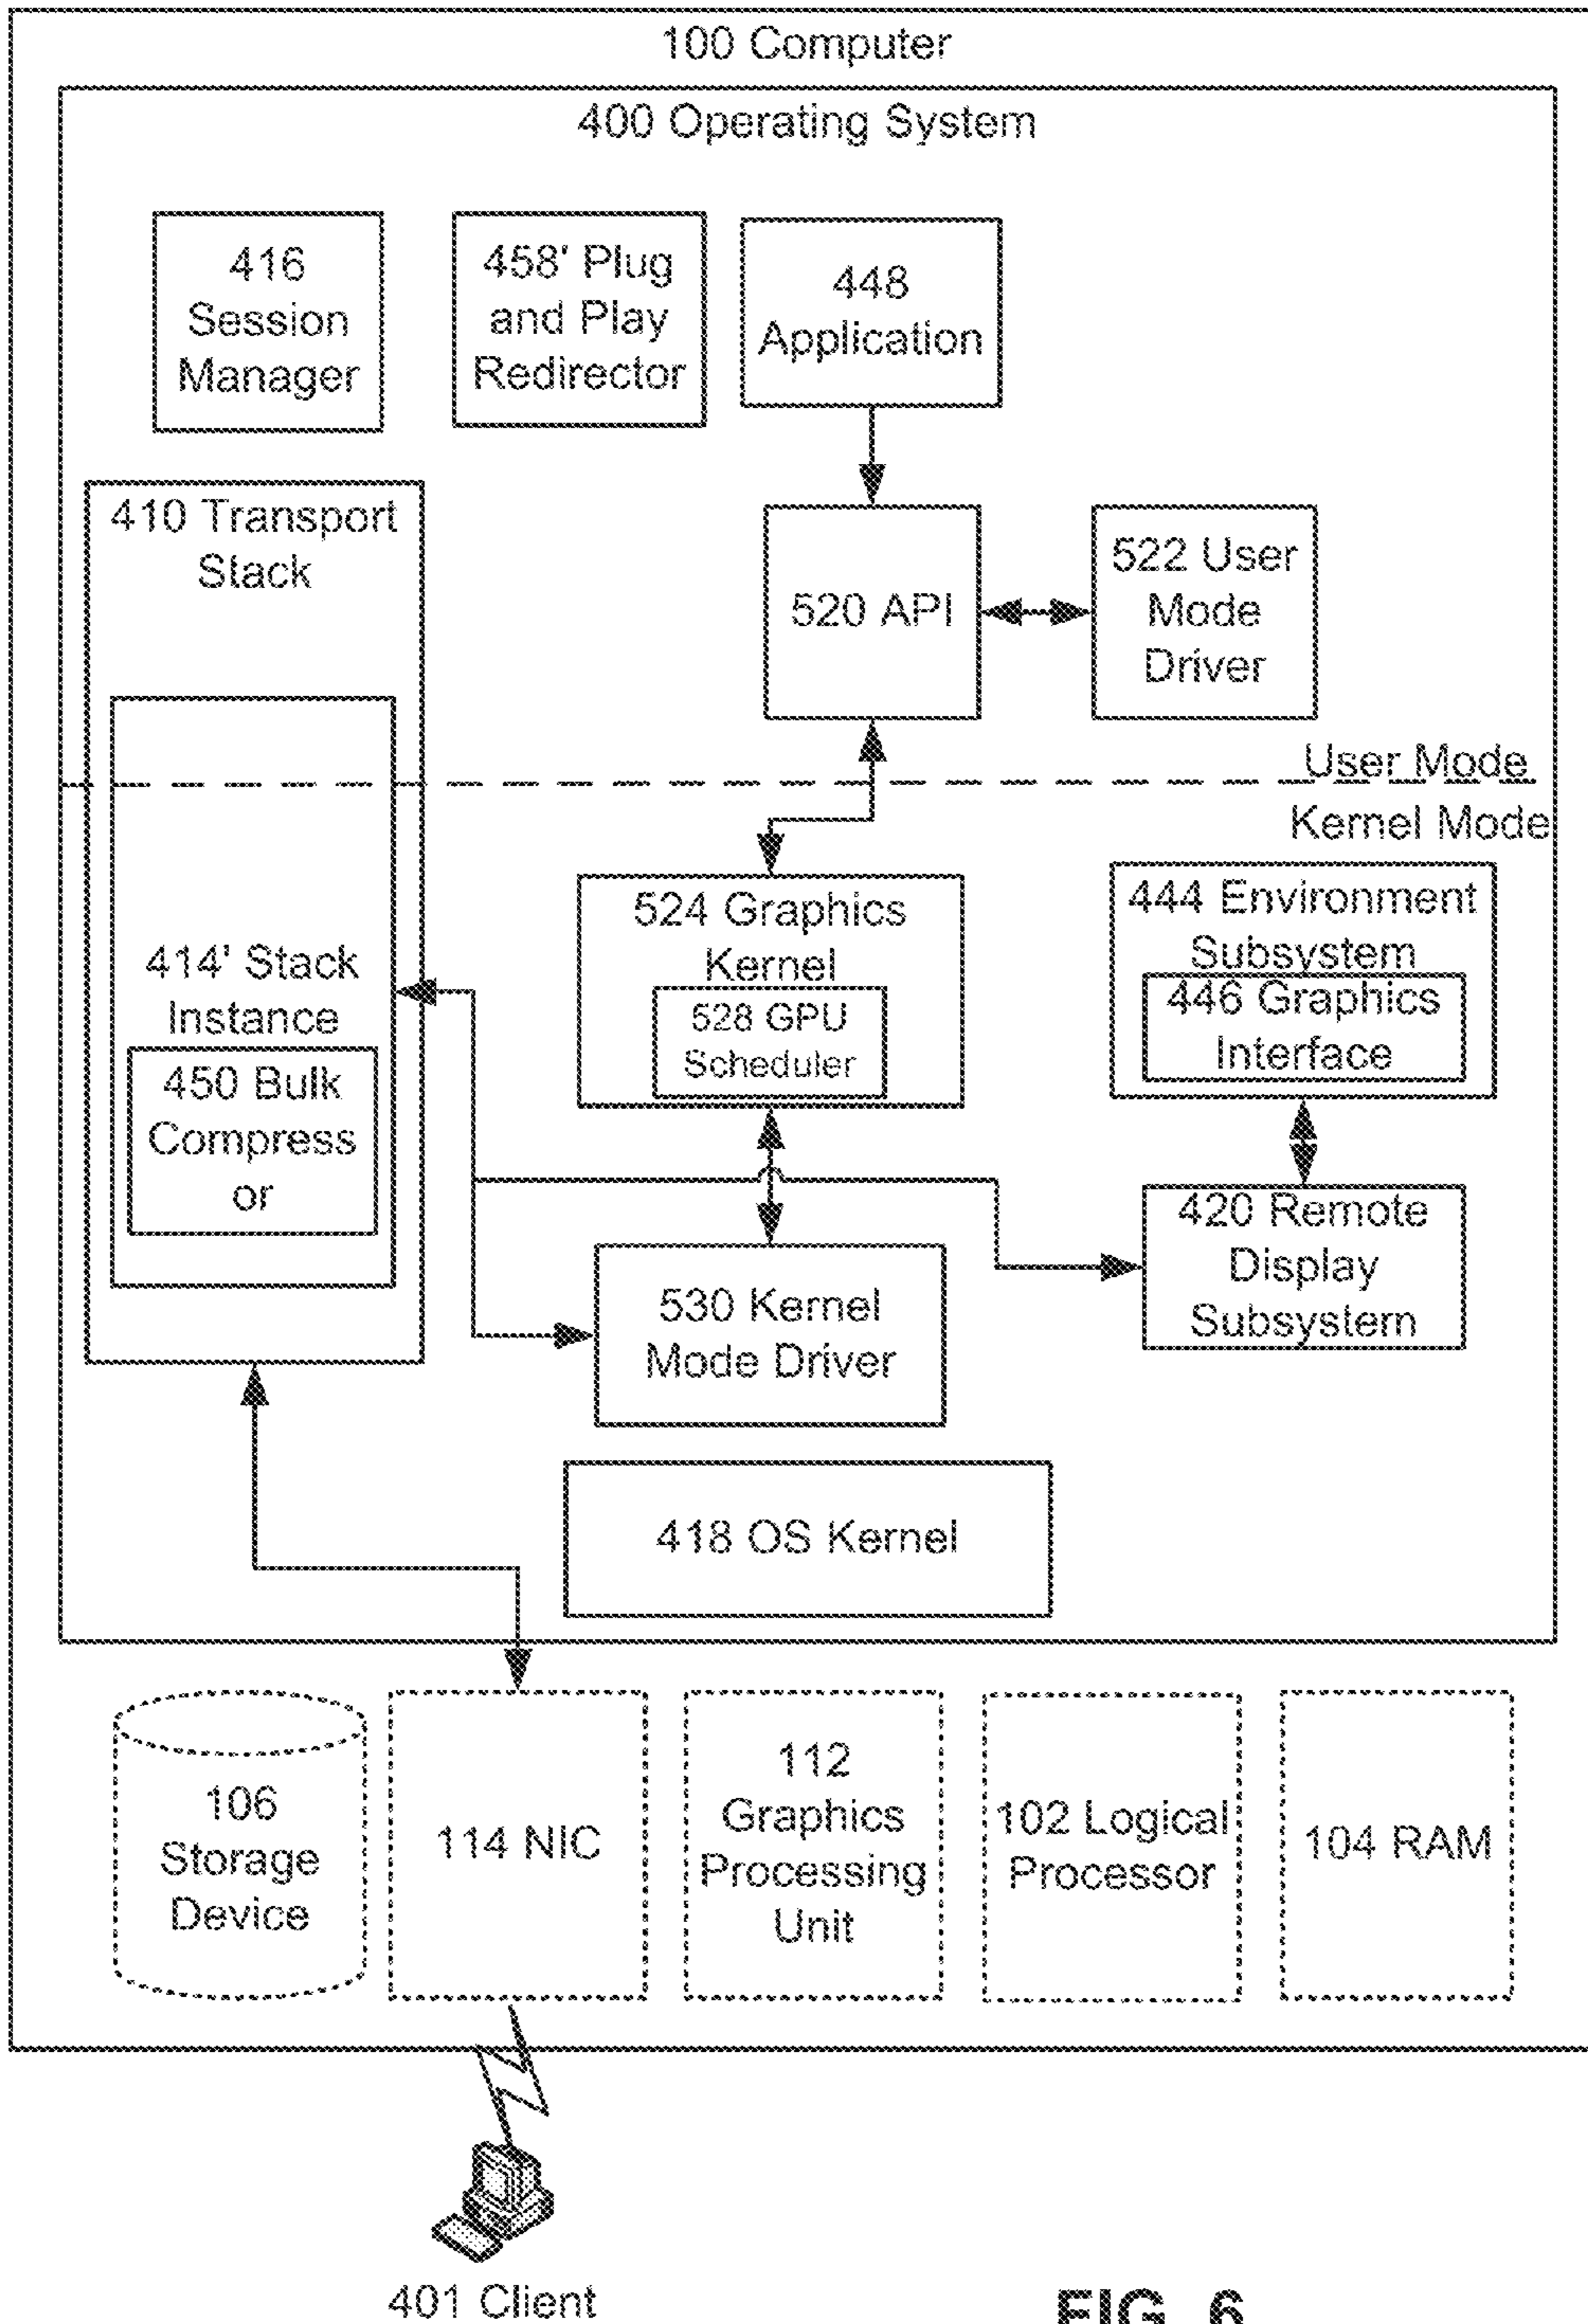 100 Computer
400 Operating System
416
Session
Manager
458' Plug
and Play
Redirector
448
Application
410 Transport
Stack
520 API
522 User
Mode
Driver
User Mode
Kernel Mode
414' Stack
Instance
450 Bulk
Compress
or
524 Graphics
Kernel
528 GPU
Scheduler
444 Environment
Subsystem
446 Graphics
Interface
420 Remote
Display
Subsystem
530 Kernel
Mode Driver
418 OS Kernel
106
Storage
Device
114 NIC
112
Graphics
Processing
Unit
102 Logical
Processor
104 RAM
401 Client
FIG. 6